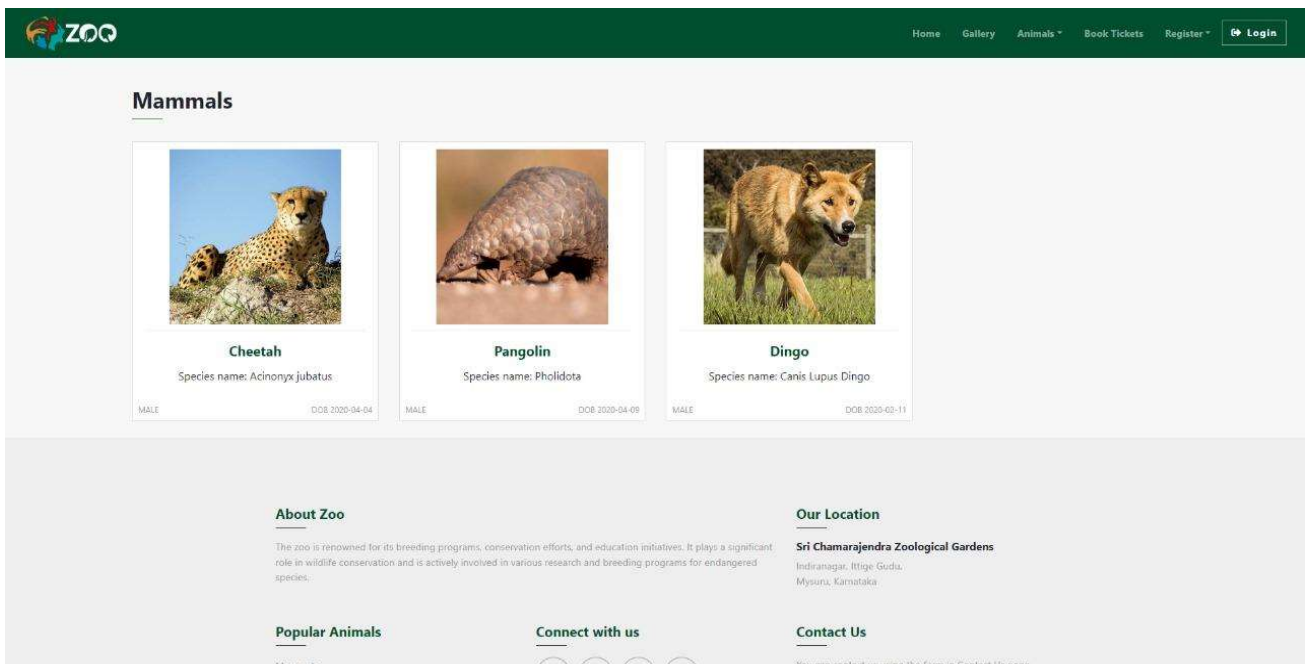 ZOO
Home Gallery Animals Book Tickets Register Login
Mammals
Cheetah
Species name: Acinonyx jubatus
MALE DOB 2020-04-04
Pangolin
Species name: Pholidota
MALE DOB 2020-04-09
Dingo
Species name: Canis Lupus Dingo
MALE DOB 2020-02-11
About Zoo
The zoo is renowned for its breeding programs, conservation efforts, and education initiatives. It plays a significant
role in wildlife conservation and is actively involved in various research and breeding programs for endangered
species.
Our Location
Sri Chamarajendra Zoological Gardens
Indiranagar, Ittige Gudu,
Mysuru, Karnataka
Popular Animals
Connect with us
Contact Us